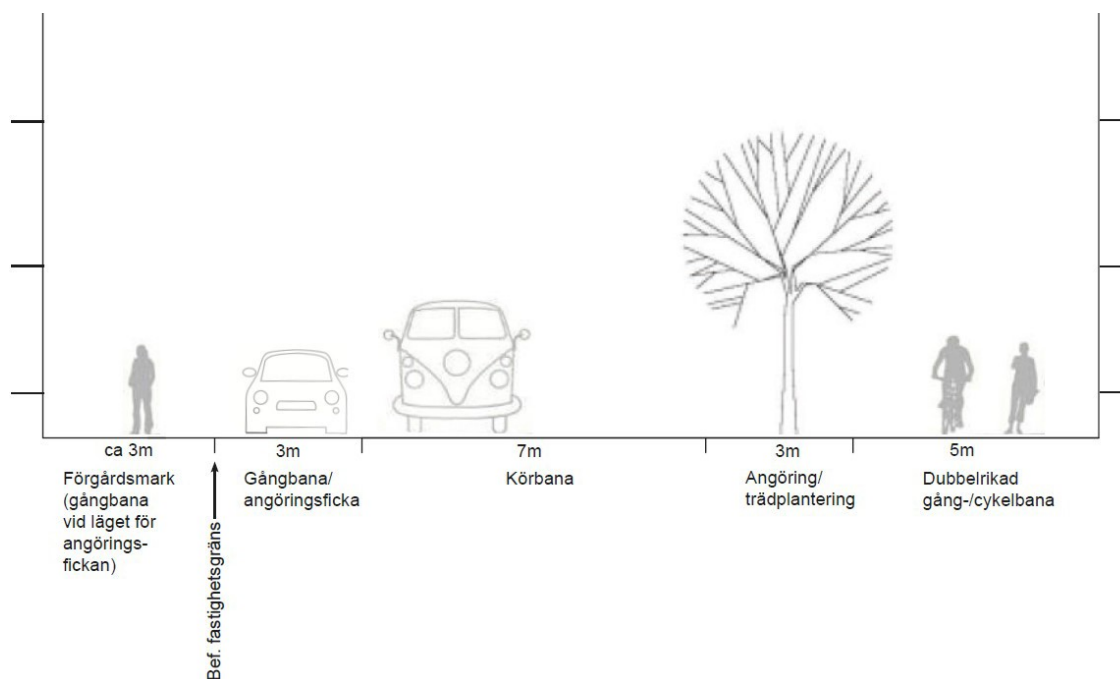 ca 3m
3m
7m
3m
5m
Förgårdsmark
(gångbana
vid läget för
angörings-
fickan)
Bef. fastighetsgräns
Gångbana/
angöringsficka
Körbana
Angöring/
trädplantering
Dubbelrikad
gång-/cykelbana